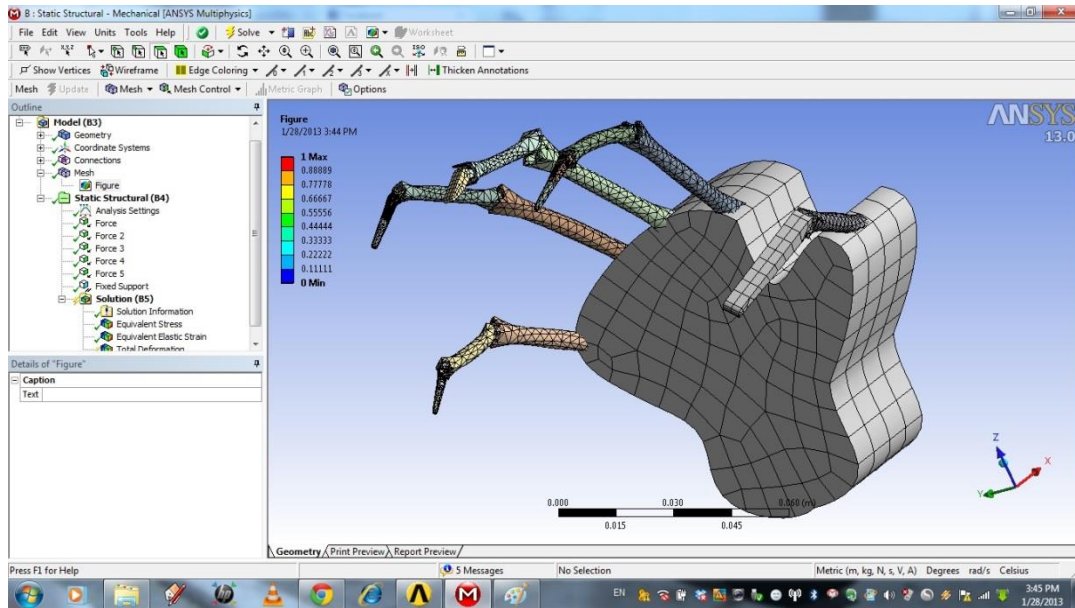 B : Static Structural - Mechanical [ANSYS Multiphysics]
File Edit View Units Tools Help Solve Worksheet
Show Vertices Wireframe Edge Coloring Thicken Annotations
Mesh Update Mesh Mesh Control Metric Graph Options
Outline
Model (B3)
Geometry
Coordinate Systems
Connections
Mesh
Figure
Static Structural (B4)
Analysis Settings
Force
Force 2
Force 3
Force 4
Force 5
Fixed Support
Solution (B5)
Solution Information
Equivalent Stress
Equivalent Elastic Strain
Total Deformation
Details of "Figure"
Caption
Text
Figure
1/28/2013 3:44 PM
1 Max
0.88889
0.77778
0.66667
0.55556
0.44444
0.33333
0.22222
0.11111
0 Min
ANSYS
13.0
Z
X
Y
0.000 0.030 0.060 (m)
0.015 0.045
Geometry Print Preview Report Preview
Press F1 for Help 5 Messages No Selection Metric (m, kg, N, s, V, A) Degrees rad/s Celsius
EN 3:45 PM
1/28/2013